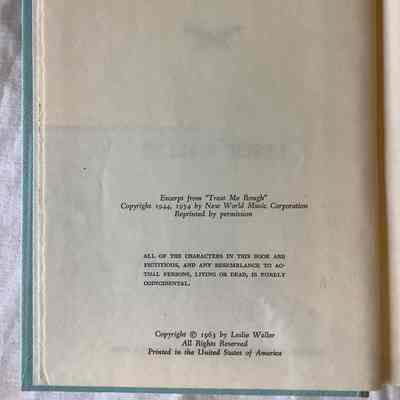 Excerpt from "Treat Me Rough"
Copyright 1944, 1954 by New World Music Corporation
Reprinted by permission
ALL OF THE CHARACTERS IN THIS BOOK ARE
FICTITIOUS, AND ANY RESEMBLANCE TO AC-
TUAL PERSONS, LIVING OR DEAD, IS PURELY
COINCIDENTAL.
Copyright © 1963 by Leslie Waller
All Rights Reserved
Printed in the United States of America